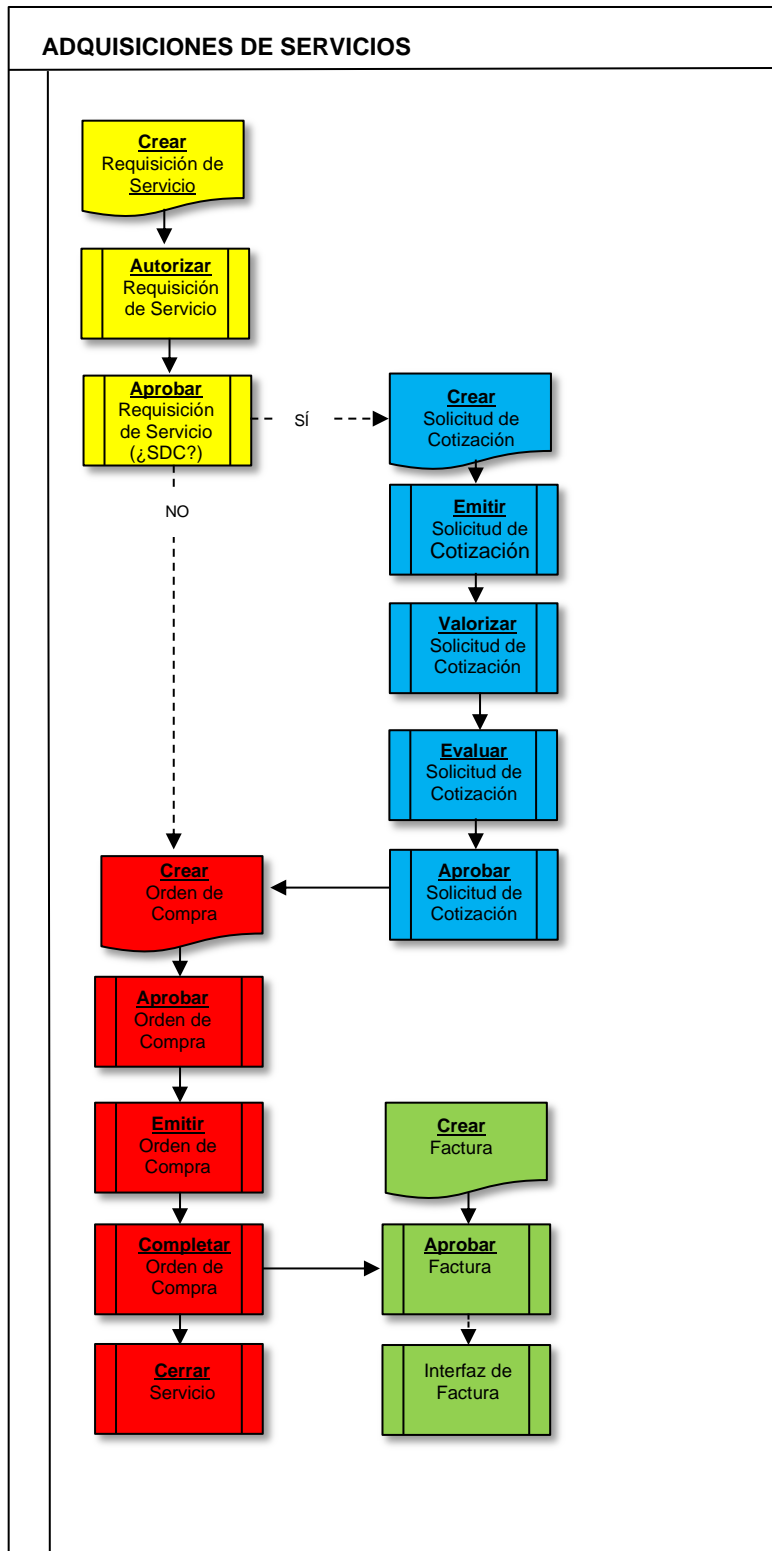 ADQUISICIONES DE SERVICIOS
Crear
Requisición de
Servicio
Autorizar
Requisición
de Servicio
Aprobar
Requisición
de Servicio
(¿SDC?)
SÍ
NO
Crear
Solicitud de
Cotización
Emitir
Solicitud de
Cotización
Valorizar
Solicitud de
Cotización
Evaluar
Solicitud de
Cotización
Aprobar
Solicitud de
Cotización
Crear
Orden de
Compra
Aprobar
Orden de
Compra
Emitir
Orden de
Compra
Completar
Orden de
Compra
Cerrar
Servicio
Crear
Factura
Aprobar
Factura
Interfaz de
Factura